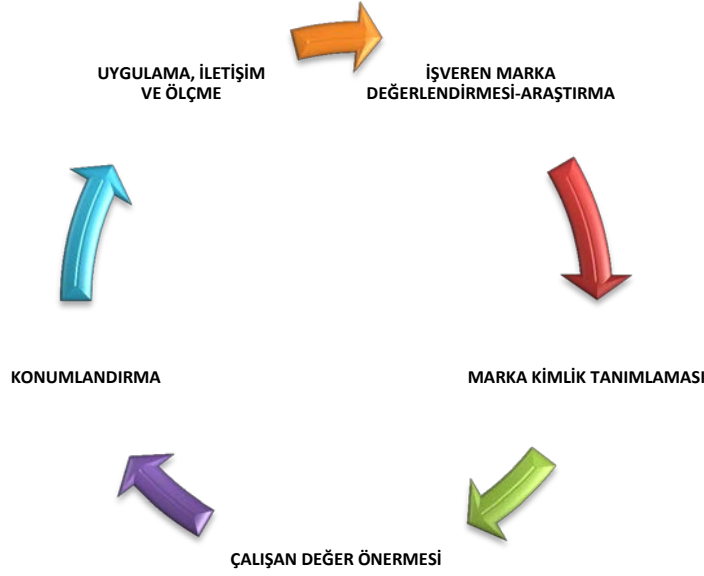 UYGULAMA, İLETİŞİM
VE ÖLÇME
İŞVEREN MARKA
DEĞERLENDİRMESİ-ARAŞTIRMA
KONUMLANDIRMA
MARKA KİMLİK TANIMLAMASI
ÇALIŞAN DEĞER ÖNERMESİ